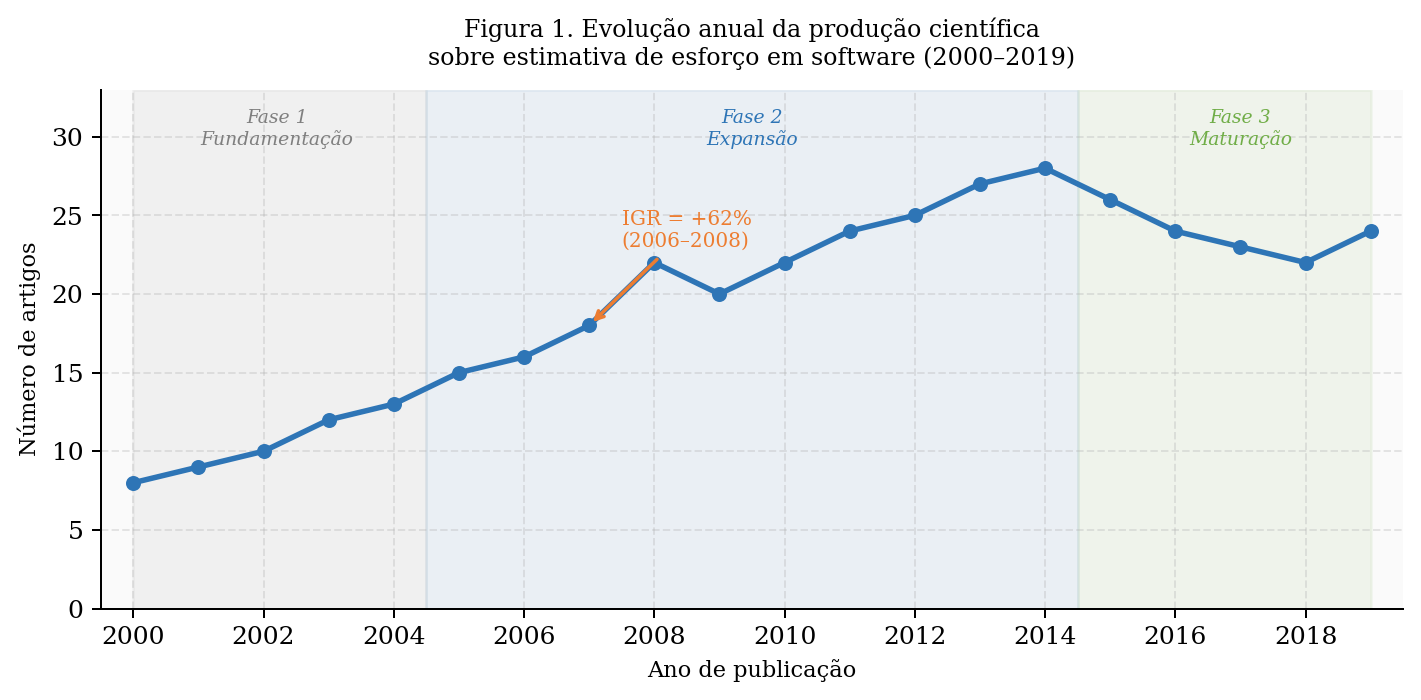 Figura 1. Evolução anual da produção científica
sobre estimativa de esforço em software (2000–2019)
Fase 1
Fundamentação
Fase 2
Expansão
Fase 3
Maturação
IGR = +62%
(2006–2008)
Número de artigos
30
25
20
15
10
5
0
2000 2002 2004 2006 2008 2010 2012 2014 2016 2018
Ano de publicação